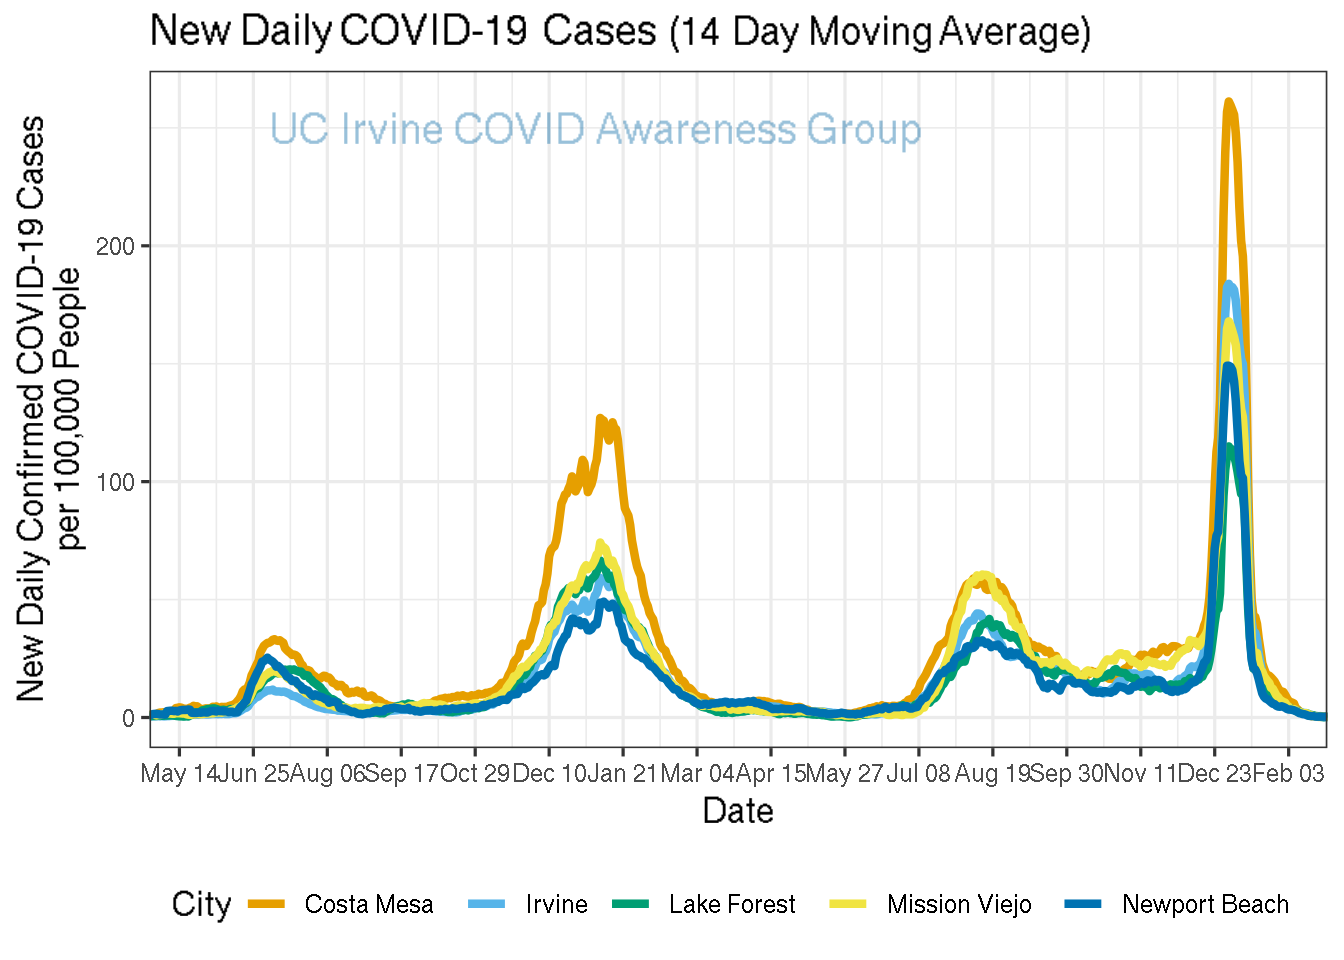 New Daily COVID-19 Cases (14 Day Moving Average)
UC Irvine COVID Awareness Group
New Daily Confirmed COVID-19 Cases
per 100,000 People
200
100
0
May 14 Jun 25 Aug 06 Sep 17 Oct 29 Dec 10 Jan 21 Mar 04 Apr 15 May 27 Jul 08 Aug 19 Sep 30 Nov 11 Dec 23 Feb 03
Date
City Costa Mesa Irvine Lake Forest Mission Viejo Newport Beach